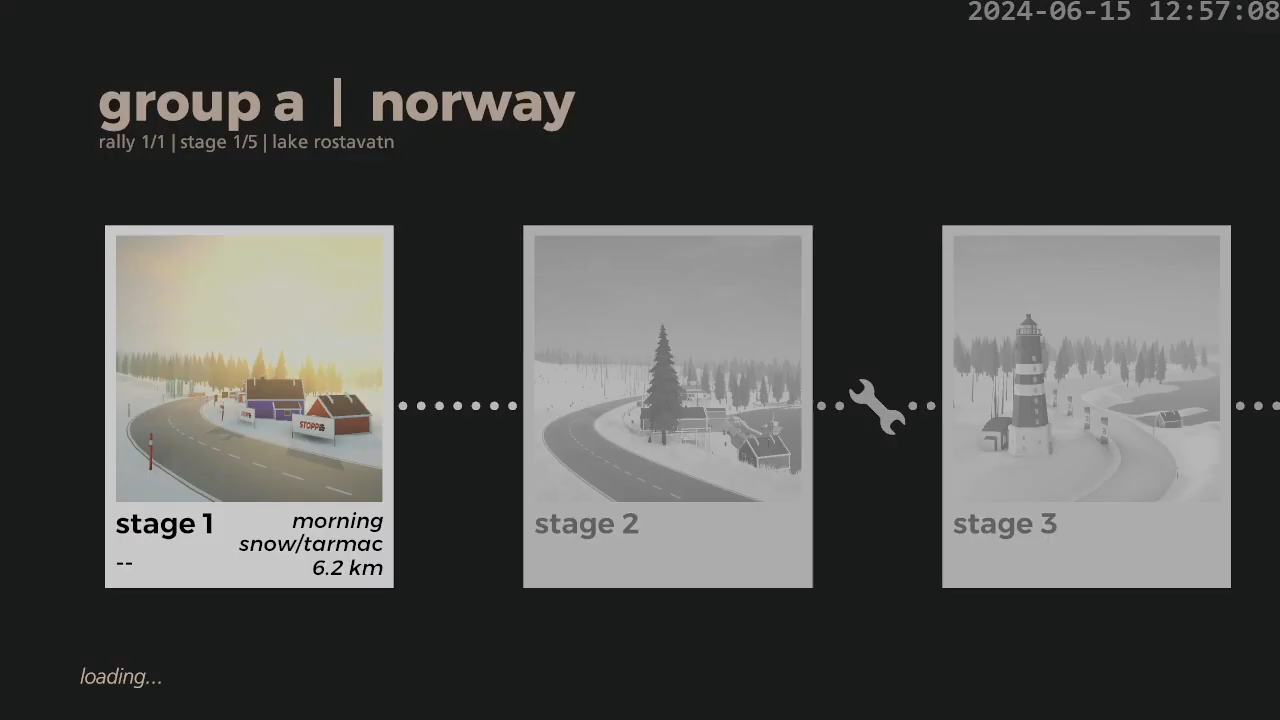 2024-06-15 12:57:08
group a | norway
rally 1/1 | stage 1/5 | lake rostavatn
STOPP
stage 1
morning
snow/tarmac
6.2 km
--
stage 2
stage 3
loading...